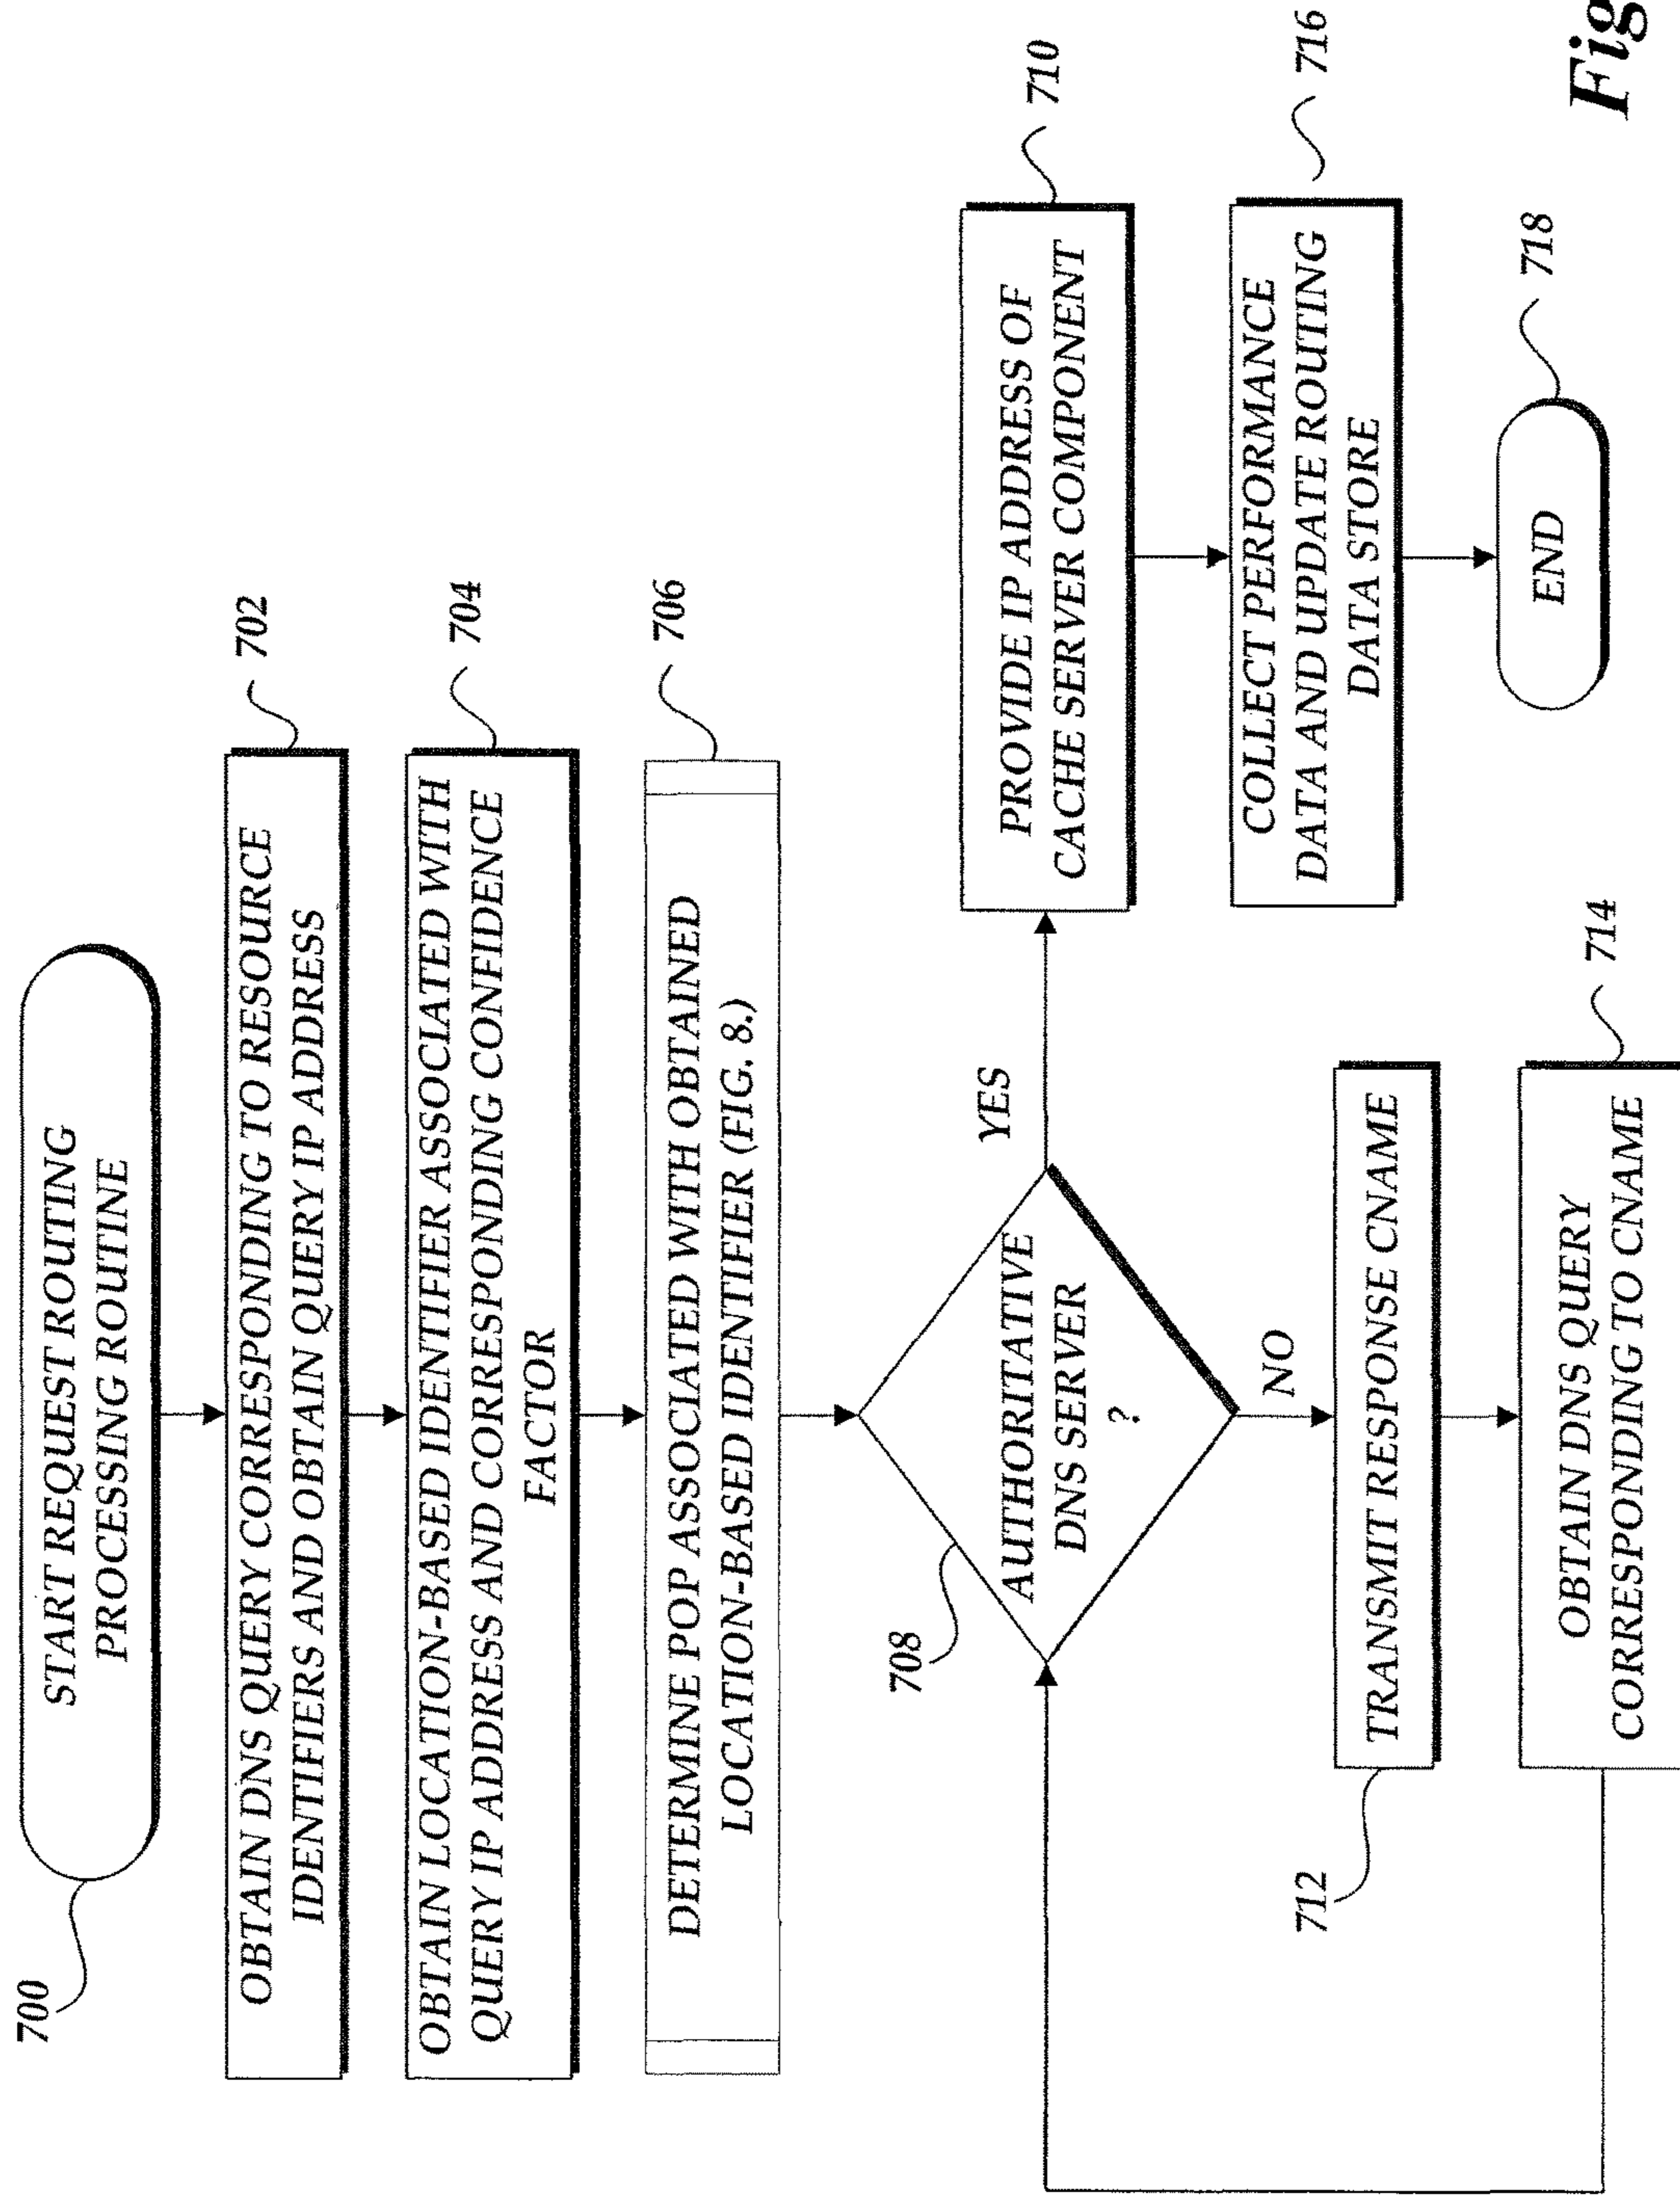 700
START REQUEST ROUTING
PROCESSING ROUTINE
OBTAIN DNS QUERY CORRESPONDING TO RESOURCE
IDENTIFIERS AND OBTAIN QUERY IP ADDRESS
702
OBTAIN LOCATION-BASED IDENTIFIER ASSOCIATED WITH
QUERY IP ADDRESS AND CORRESPONDING CONFIDENCE
FACTOR
704
DETERMINE POP ASSOCIATED WITH OBTAINED
LOCATION-BASED IDENTIFIER (FIG. 8.)
706
708
AUTHORITATIVE
DNS SERVER
?
YES
NO
PROVIDE IP ADDRESS OF
CACHE SERVER COMPONENT
710
COLLECT PERFORMANCE
DATA AND UPDATE ROUTING
DATA STORE
716
END
718
712
TRANSMIT RESPONSE CNAME
OBTAIN DNS QUERY
CORRESPONDING TO CNAME
714
Fig